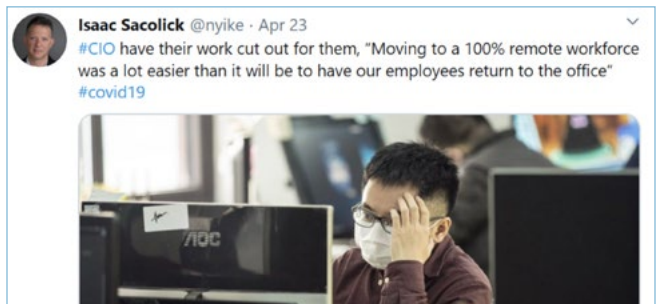 Isaac Sacolick @nyike · Apr 23
#CIO have their work cut out for them, "Moving to a 100% remote workforce
was a lot easier than it will be to have our employees return to the office"
#covid19
AOC